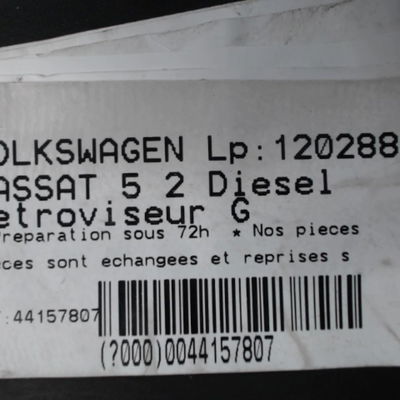 OLKSWAGEN Lp:120288
ASSAT 5 2 Diesel
etroviseur G
reparation sous 72h * Nos pieces
eces sont echangees et reprises s
:44157807
(?000)0044157807